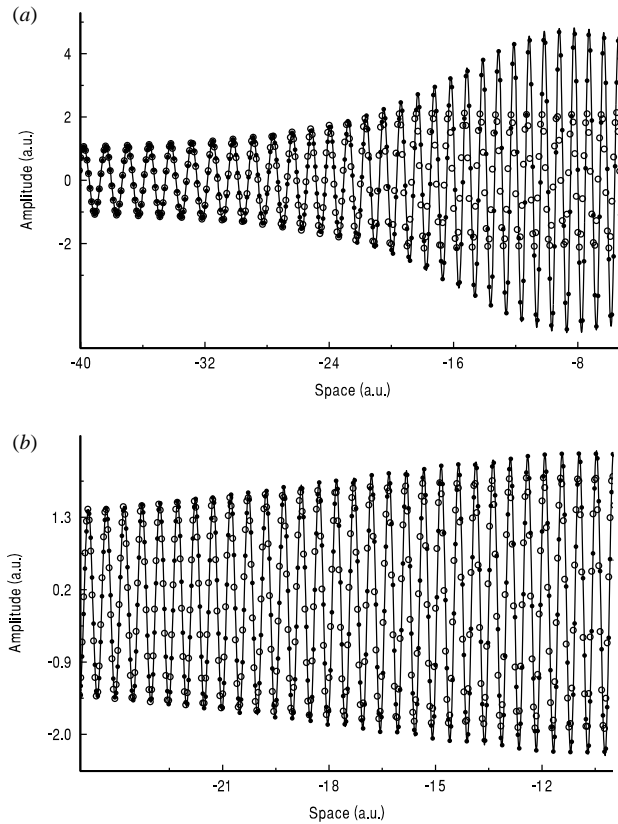 (a)
4
2
0
-2
Amplitude (a.u.)
-40 -32 -24 -16 -8
Space (a.u.)
(b)
1.3
0.2
-0.9
-2.0
Amplitude (a.u.)
-21 -18 -15 -12
Space (a.u.)